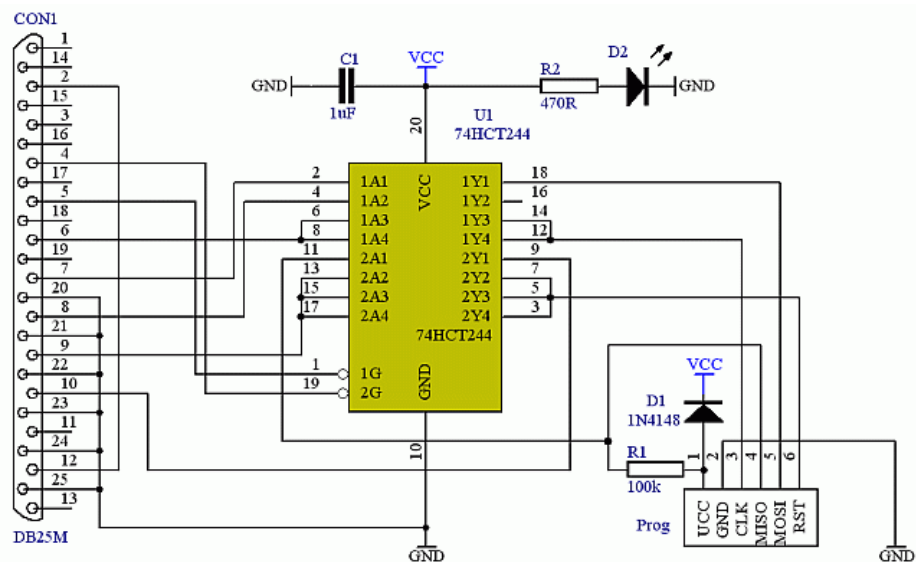 CON1
1
14
2
15
3
16
4
17
5
18
6
19
7
20
8
21
9
22
10
23
11
24
12
25
13
DB25M
GND
C1
1uF
VCC
R2
470R
D2
GND
U1
74HCT244
20
2
4
6
8
11
13
15
17
1
19
1A1
1A2
1A3
1A4
2A1
2A2
2A3
2A4
1G
2G
VCC
GND
1Y1
1Y2
1Y3
1Y4
2Y1
2Y2
2Y3
2Y4
74HCT244
18
16
14
12
9
7
5
3
10
GND
VCC
D1
1N4148
R1
100k
1
2
3
4
5
6
Prog
UCC
GND
CLK
MISO
MOSI
RST
GND